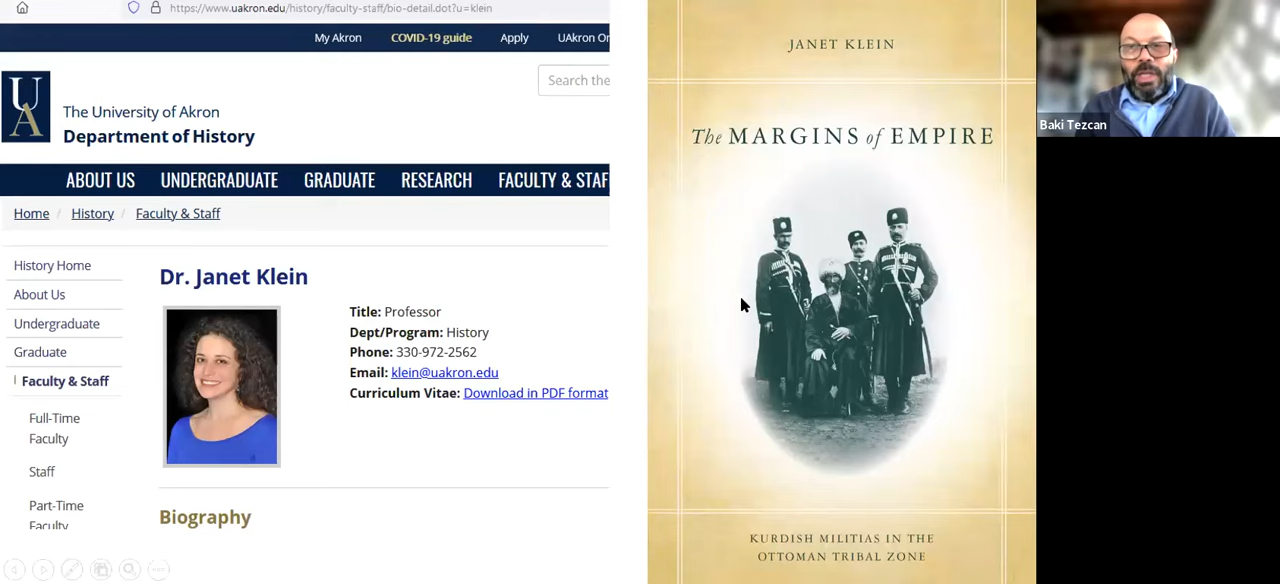 https://www.uakron.edu/history/faculty-staff/bio-detail.dot?u=klein
My Akron COVID-19 guide Apply UAkron On
Search the
UA
The University of Akron
Department of History
ABOUT US UNDERGRADUATE GRADUATE RESEARCH FACULTY & STAF
Home / History / Faculty & Staff
History Home
About Us
Undergraduate
Graduate
Faculty & Staff
Full-Time
Faculty
Staff
Part-Time
Faculty
Dr. Janet Klein
Title: Professor
Dept/Program: History
Phone: 330-972-2562
Email: klein@uakron.edu
Curriculum Vitae: Download in PDF format
Biography
JANET KLEIN
The MARGINS of EMPIRE
KURDISH MILITIAS IN THE
OTTOMAN TRIBAL ZONE
Baki Tezcan